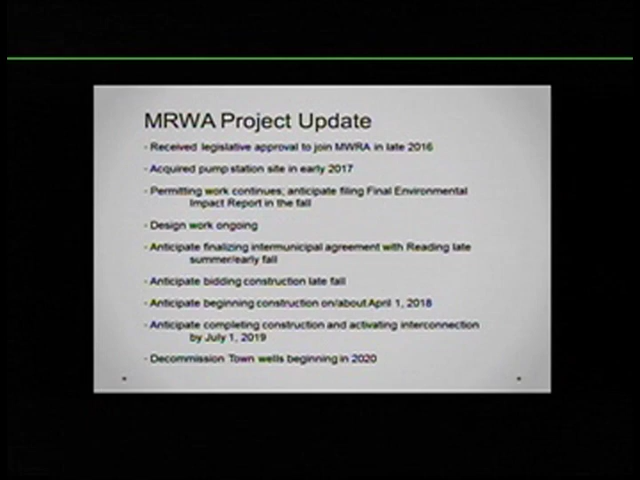 MRWA Project Update
- Received legislative approval to join MWRA in late 2016
- Acquired pump station site in early 2017
- Permitting work continues; anticipate filing Final Environmental
Impact Report in the fall
- Design work ongoing
- Anticipate finalizing intermunicipal agreement with Reading late
summer/early fall
- Anticipate bidding construction late fall
- Anticipate beginning construction on/about April 1, 2018
- Anticipate completing construction and activating interconnection
by July 1, 2019
- Decommission Town wells beginning in 2020